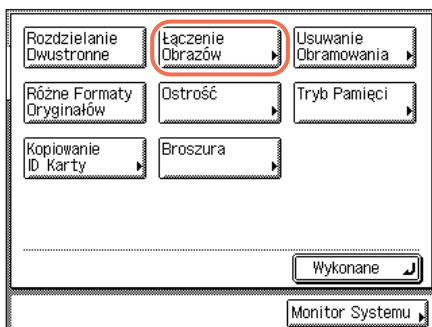 Rozdzielanie
Dwustronne
Łączenie
Obrazów
Usuwanie
Obramowania
Różne Formaty
Oryginałów
Ostrość
Tryb Pamięci
Kopiowanie
ID Karty
Broszura
Wykonane
Monitor Systemu